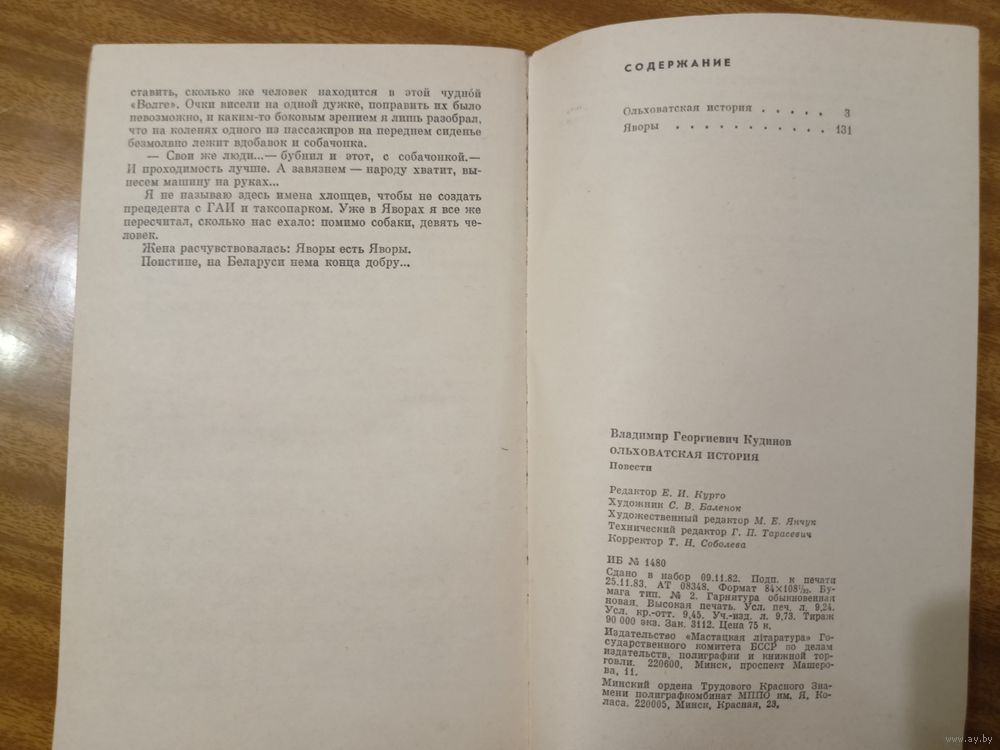 ставить, сколько же человек находится в этой чудной
«Волге». Очки висели на одной дужке, поправить их было
невозможно, и каким-то боковым зрением я лишь разобрал,
что на коленях одного из пассажиров на переднем сиденье
безмолвно лежит вдобавок и собачонка.
— Свои же люди...— бубнил и этот, с собачонкой.—
И проходимость лучше. А завязнем — народу хватит, вы-
несем машину на руках...
Я не называю здесь имена хлопцев, чтобы не создать
прецедента с ГАИ и таксопарком. Уже в Яворах я все же
пересчитал, сколько нас ехало: помимо собаки, девять че-
ловек.
Жена расчувствовалась: Яворы есть Яворы.
Поистине, на Беларуси нема конца добру...
СОДЕРЖАНИЕ
Ольховатская история . . . . . 3
Яворы . . . . . . . . . . . 131
Владимир Георгиевич Кудинов
ОЛЬХОВАТСКАЯ ИСТОРИЯ
Повести
Редактор Е. И. Курго
Художник С. В. Баленок
Художественный редактор М. Е. Янчук
Технический редактор Г. П. Тарасевич
Корректор Т. Н. Соболева
ИБ № 1480
Сдано в набор 09.11.82. Подп. к печати
25.11.83. АТ 08348. Формат 84×108¹/₃₂. Бу-
мага тип. № 2. Гарнитура обыкновенная
новая. Высокая печать. Усл. печ. л. 9,24.
Усл. кр.-отт. 9,45. Уч.-изд. л. 9,73. Тираж
90 000 экз. Зак. 3112. Цена 75 к.
Издательство «Мастацкая літаратура» Го-
сударственного комитета БССР по делам
издательств, полиграфии и книжной тор-
говли. 220600, Минск, проспект Машеро-
ва, 11.
Минский ордена Трудового Красного Зна-
мени полиграфкомбинат МППО им. Я. Ко-
ласа. 220005, Минск, Красная, 23.
www.ay.by